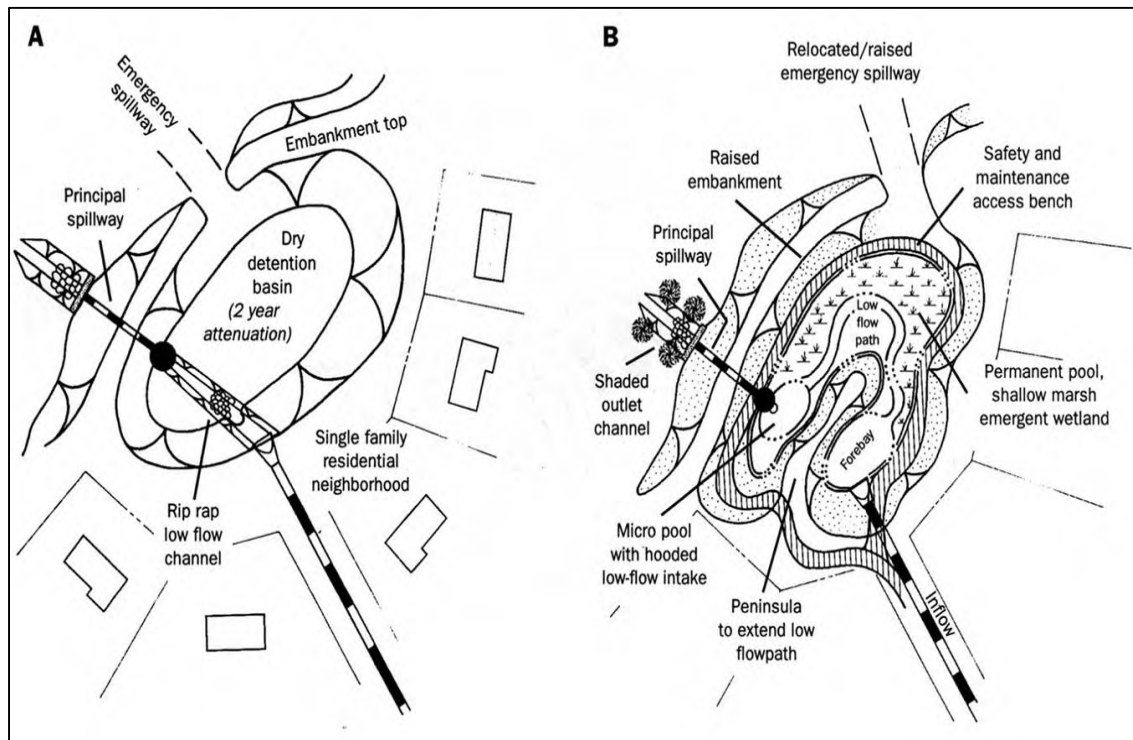 A
Emergency
spillway
Embankment top
Principal
spillway
Dry
detention
basin
(2 year
attenuation)
Single family
residential
neighborhood
Rip rap
low flow
channel
B
Relocated/raised
emergency spillway
Raised
embankment
Safety and
maintenance
access bench
Principal
spillway
Low
flow
path
Shaded
outlet
channel
Permanent pool,
shallow marsh
emergent wetland
Forebay
Micro pool
with hooded
low-flow intake
Peninsula
to extend low
flowpath
Inflow